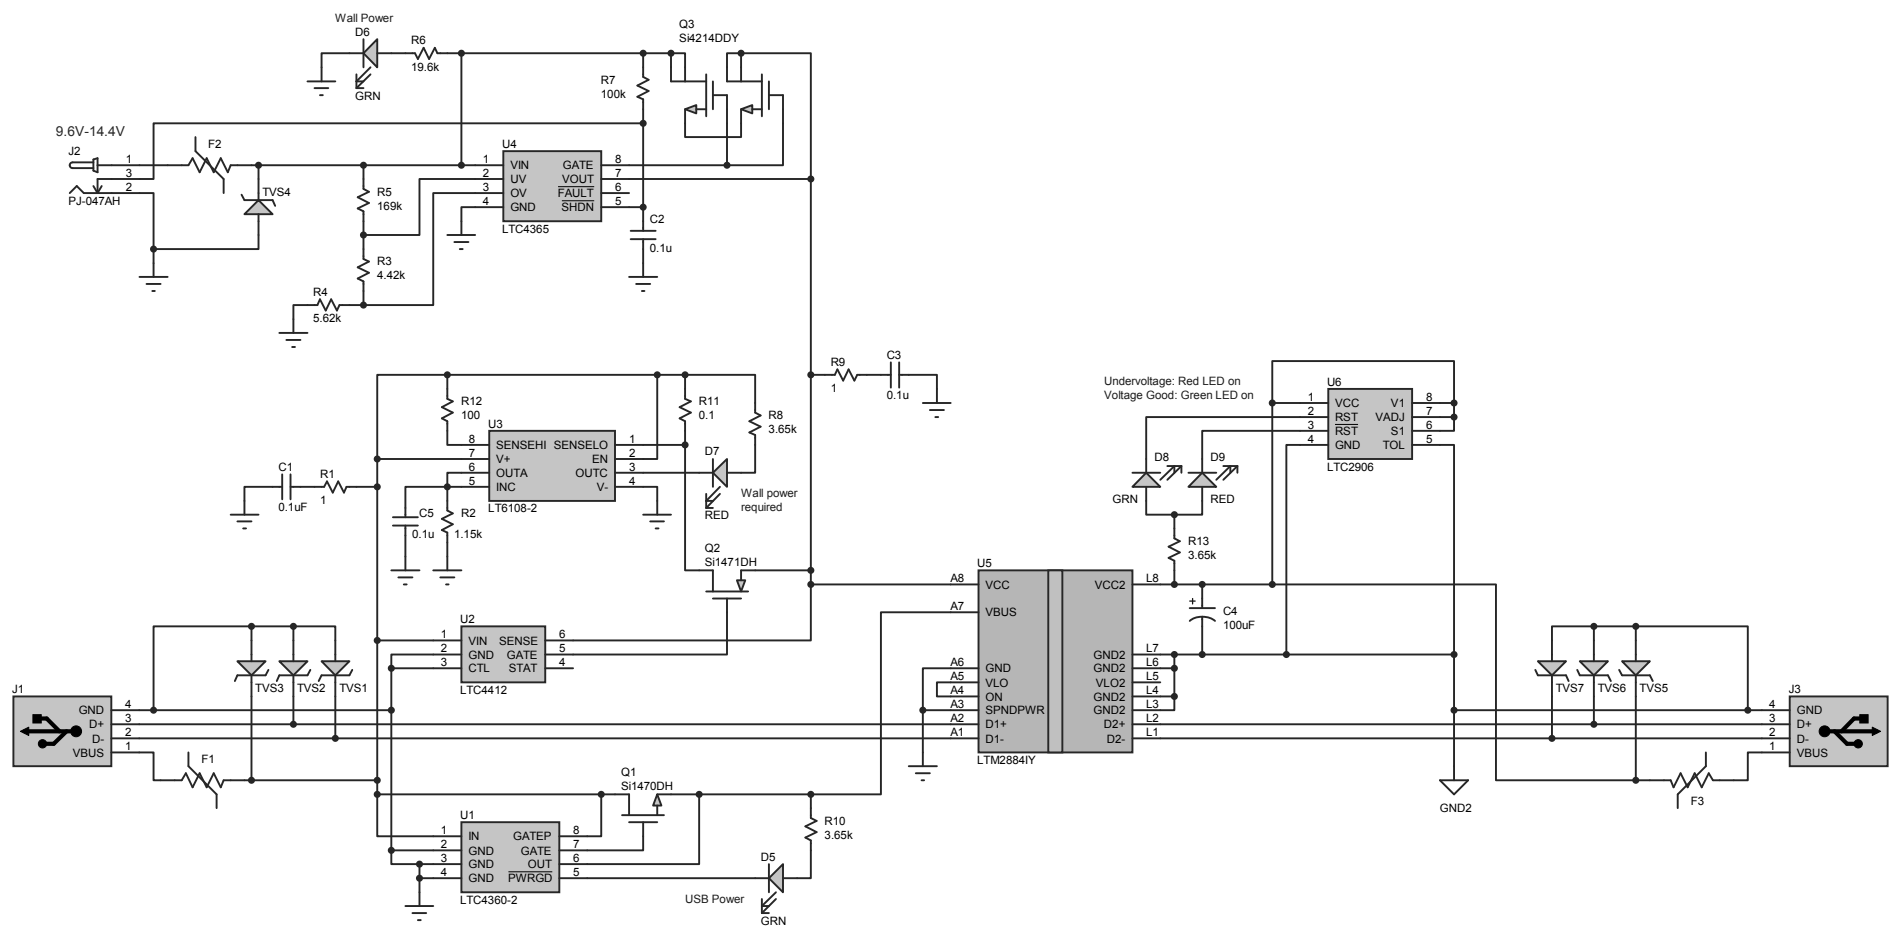 Wall Power
D6
R6
19.6k
GRN
Q3
Si4214DDY
R7
100k
9.6V-14.4V
J2
1
3
2
PJ-047AH
F2
TVS4
R5
169k
R3
4.42k
R4
5.62k
U4
1 VIN GATE 8
2 UV VOUT 7
3 OV FAULT 6
4 GND SHDN 5
LTC4365
C2
0.1u
R9
1
C3
0.1u
R12
100
R11
0.1
R8
3.65k
U3
8 SENSEHI SENSELO 1
7 V+ EN 2
6 OUTA OUTC 3
5 INC V- 4
LT6108-2
D7
RED
Wall power
required
C1
0.1uF
R1
1
C5
0.1u
R2
1.15k
Q2
Si1471DH
Undervoltage: Red LED on
Voltage Good: Green LED on
U6
1 VCC V1 8
2 RST VADJ 7
3 RST S1 6
4 GND TOL 5
LTC2906
D8
GRN
D9
RED
R13
3.65k
U5
A8 VCC VCC2 L8
A7 VBUS
GND2 L7
A6 GND GND2 L6
A5 VLO VLO2 L5
A4 ON GND2 L4
A3 SPNDPWR GND2 L3
A2 D1+ D2+ L2
A1 D1- D2- L1
LTM2884IY
+
C4
100uF
U2
1 VIN SENSE 6
2 GND GATE 5
3 CTL STAT 4
LTC4412
TVS3
TVS2
TVS1
J1
GND 4
D+ 3
D- 2
VBUS 1
F1
Q1
Si1470DH
U1
1 IN GATEP 8
2 GND GATE 7
3 GND OUT 6
4 GND PWRGD 5
LTC4360-2
R10
3.65k
D5
GRN
USB Power
TVS7
TVS6
TVS5
J3
4 GND
3 D+
2 D-
1 VBUS
F3
GND2